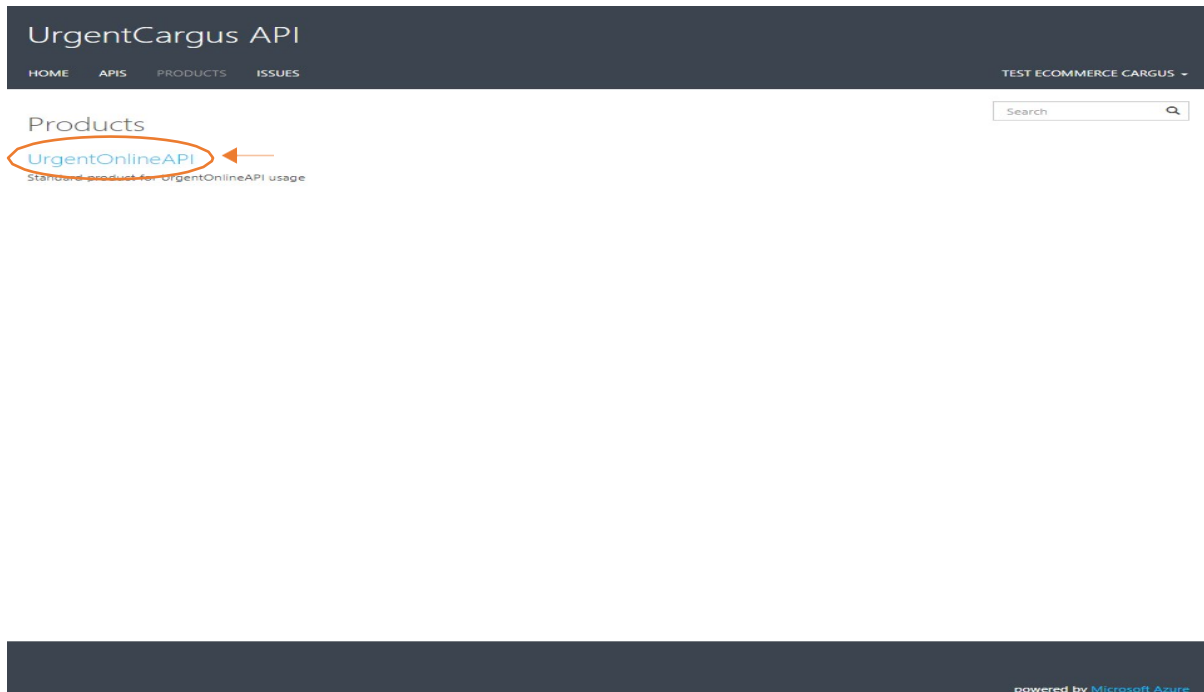 UrgentCargus API
HOME APIS PRODUCTS ISSUES TEST ECOMMERCE CARGUS
Search
Products
UrgentOnlineAPI
Standard product for UrgentOnlineAPI usage
powered by Microsoft Azure